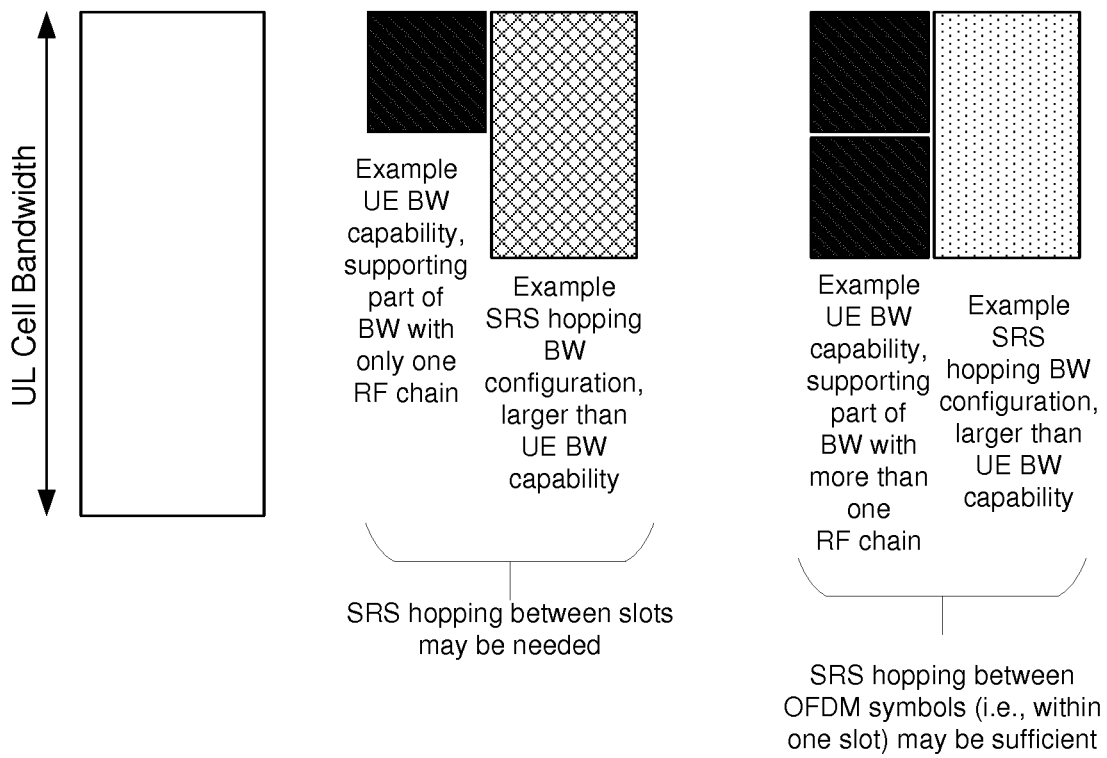 UL Cell Bandwidth
Example
UE BW
capability,
supporting
part of
BW with
only one
RF chain
Example
SRS hopping
BW
configuration,
larger than
UE BW
capability
SRS hopping between slots
may be needed
Example
UE BW
capability,
supporting
part of
BW with
more than
one
RF chain
Example
SRS
hopping BW
configuration,
larger than
UE BW
capability
SRS hopping between
OFDM symbols (i.e., within
one slot) may be sufficient